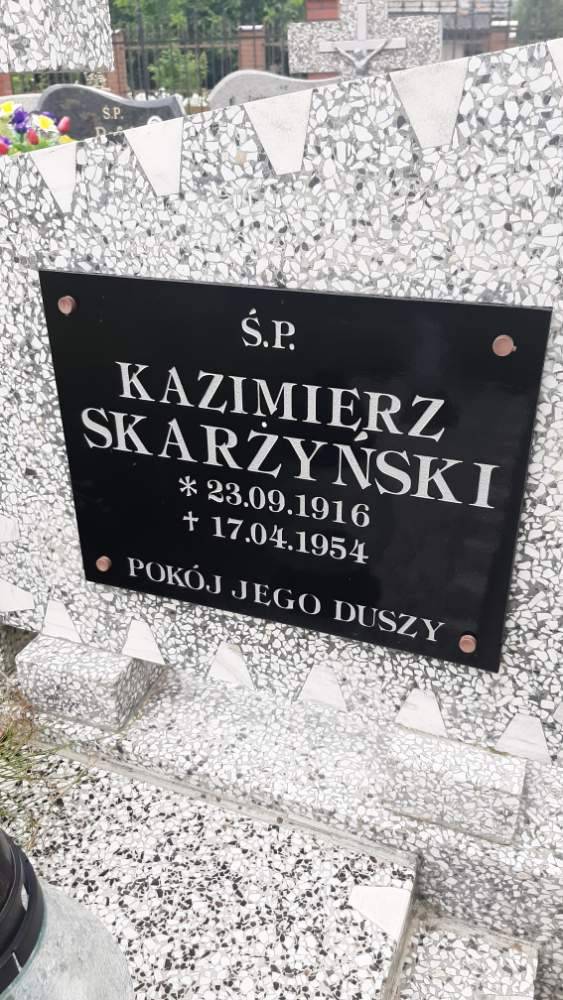 Ś.P.
Ś.P.
KAZIMIERZ
SKARŻYŃSKI
* 23.09.1916
† 17.04.1954
POKÓJ JEGO DUSZY